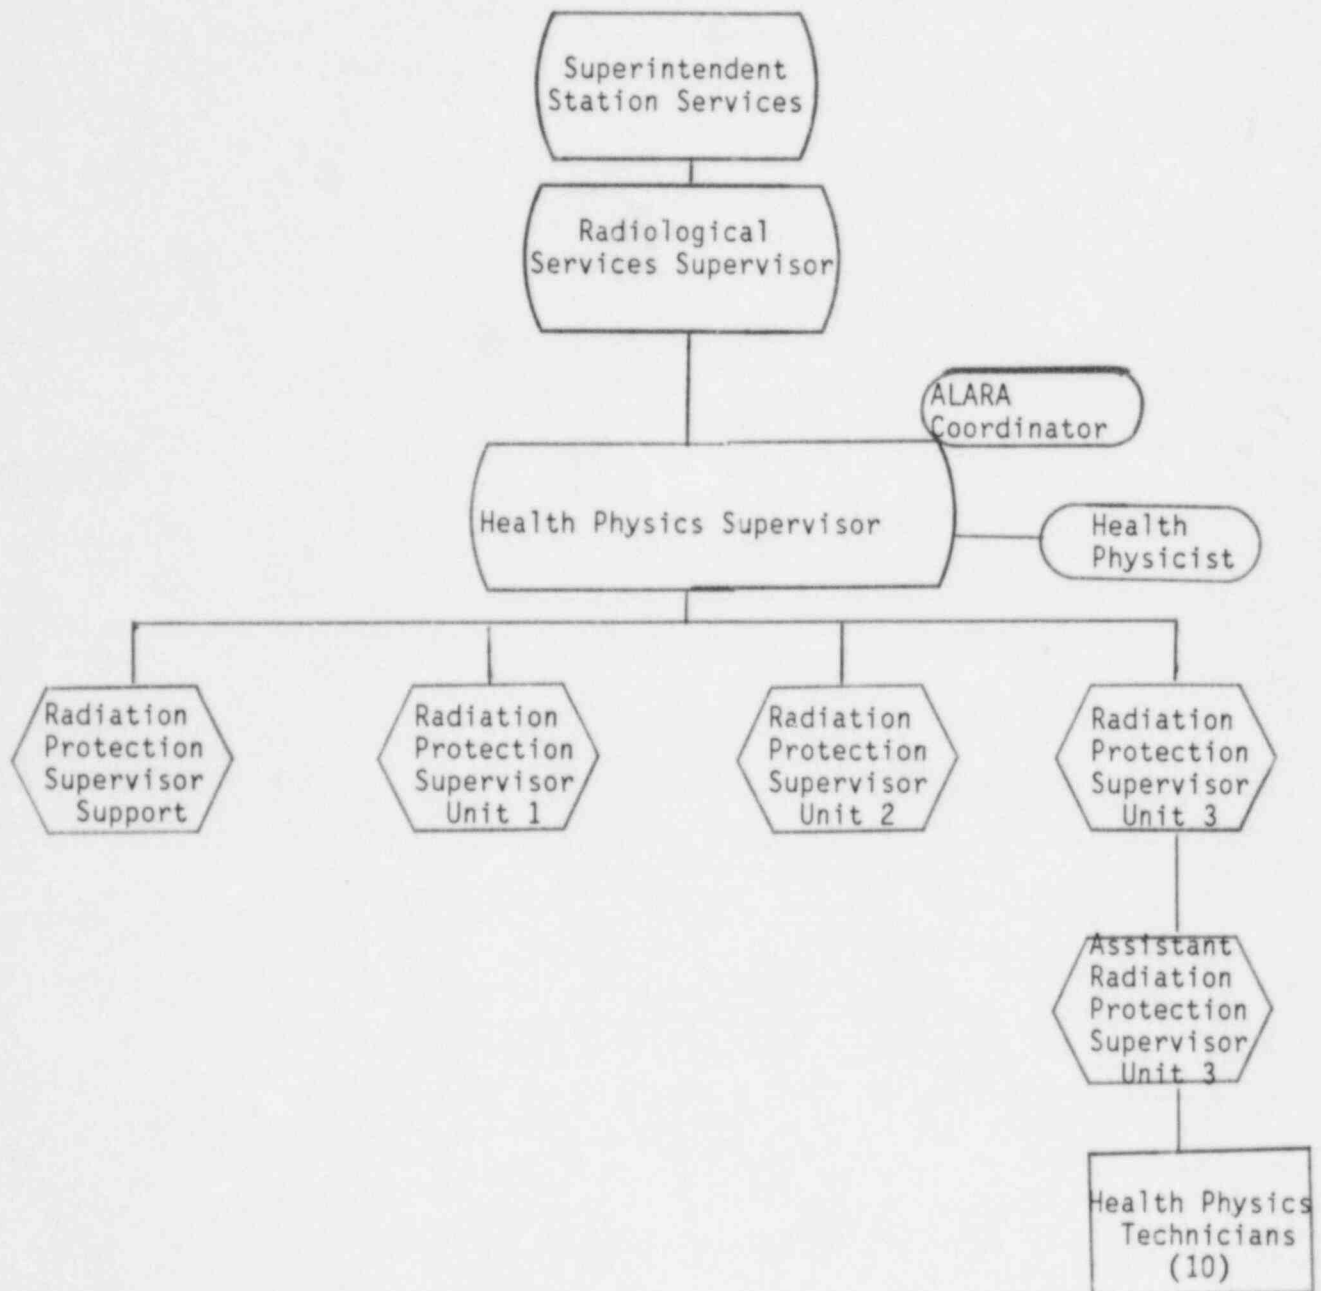 Superintendent
Station Services
Radiological
Services Supervisor
ALARA
Coordinator
Health Physics Supervisor
Health
Physicist
Radiation
Protection
Supervisor
Support
Radiation
Protection
Supervisor
Unit 1
Radiation
Protection
Supervisor
Unit 2
Radiation
Protection
Supervisor
Unit 3
Assistant
Radiation
Protection
Supervisor
Unit 3
Health Physics
Technicians
(10)